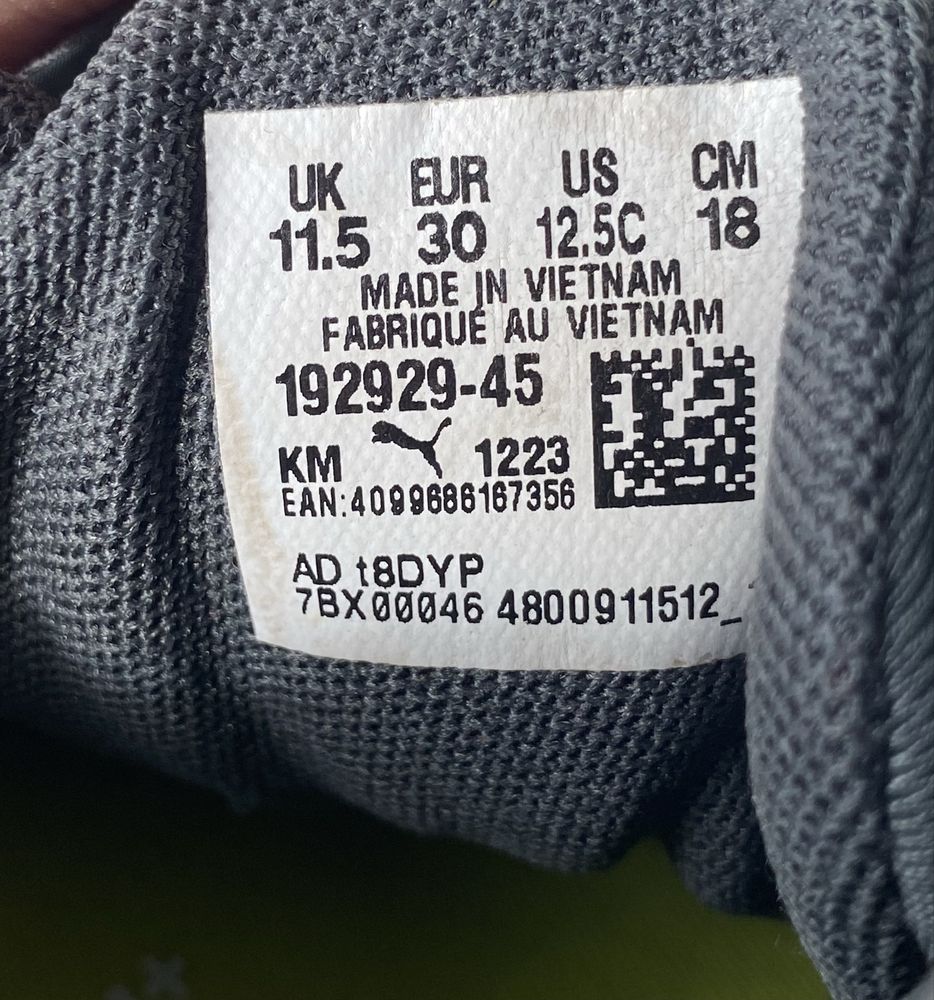 UK EUR US CM
11.5 30 12.5C 18
MADE IN VIETNAM
FABRIQUE AU VIETNAM
192929-45
KM 1223
EAN:4099686167356
AD t8DYP
7BX00046 4800911512_